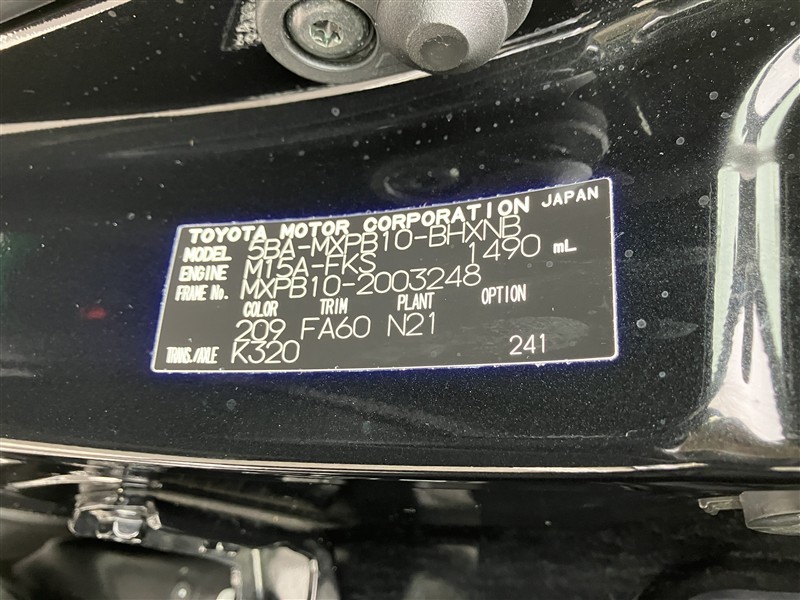 TOYOTA MOTOR CORPORATION JAPAN
MODEL 5BA-MXPB10-BHXNB
ENGINE M15A-FKS 1490 mL
FRAME No. MXPB10-2003248
COLOR TRIM PLANT OPTION
209 FA60 N21
TRANS./AXLE K320 241